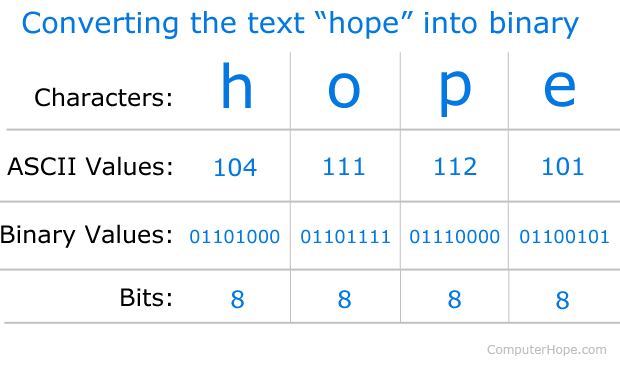 Converting the text “hope” into binary
Characters: h o p e
ASCII Values: 104 111 112 101
Binary Values: 01101000 01101111 01110000 01100101
Bits: 8 8 8 8
ComputerHope.com